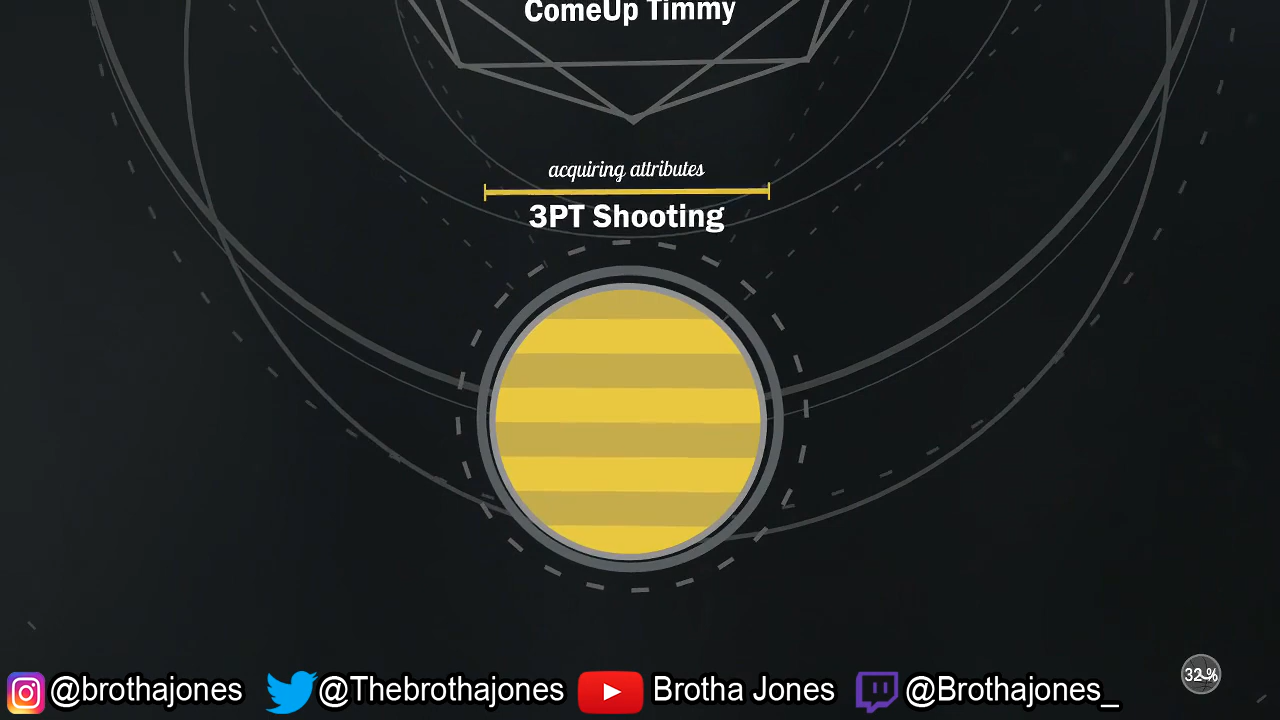 ComeUp Timmy
acquiring attributes
3PT Shooting
32%
@brothajones @Thebrothajones Brotha Jones @Brothajones_